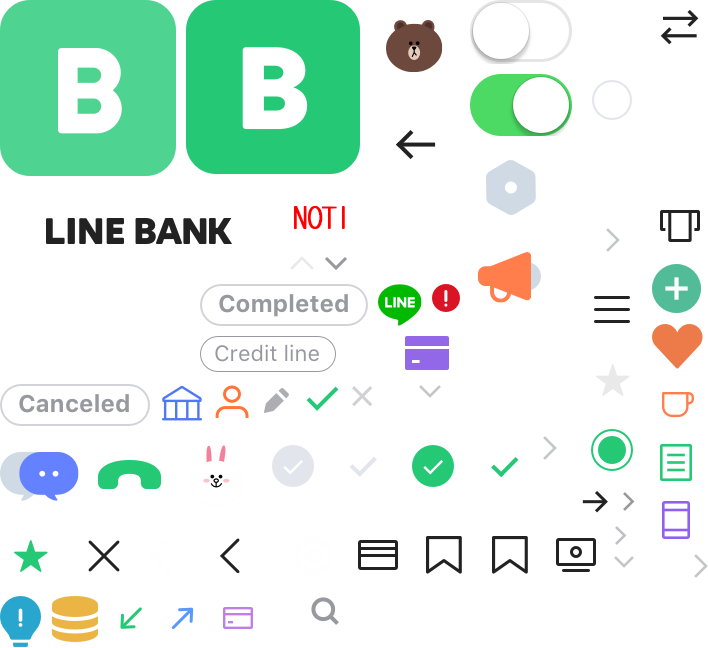 B
B
LINE BANK
NOTI
Completed
LINE
!
Credit line
Canceled
!